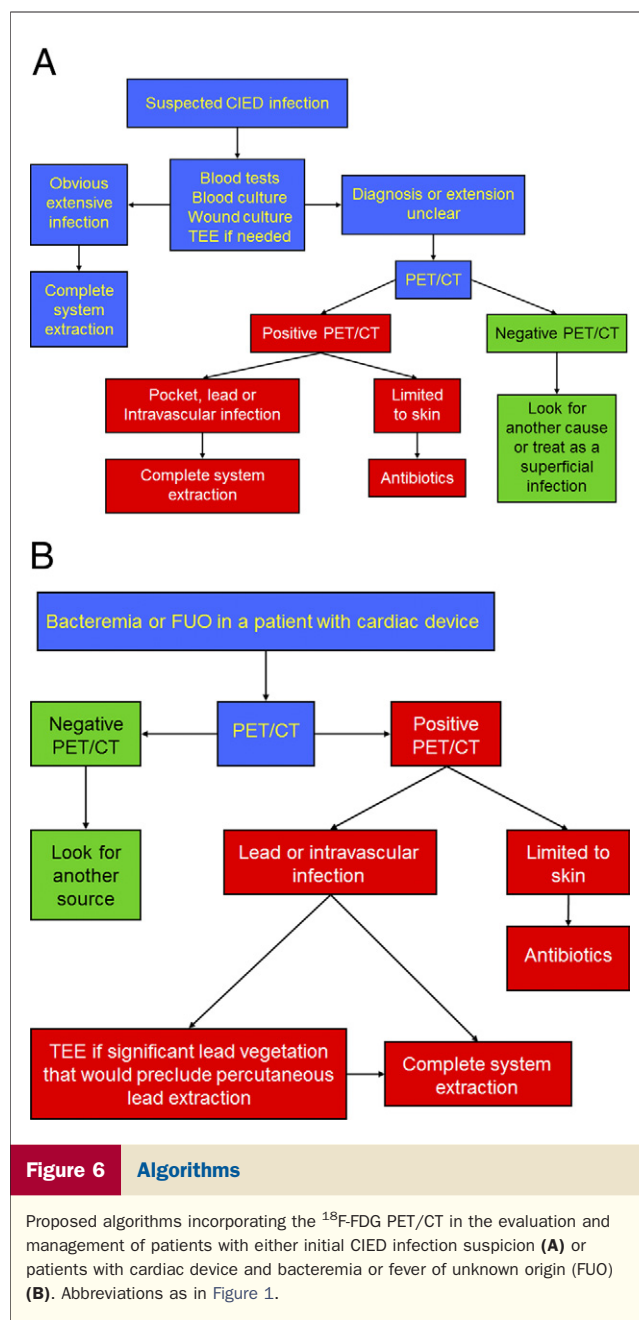 A
Suspected CIED infection
Obvious
extensive
infection
Blood tests
Blood culture
Wound culture
TEE if needed
Diagnosis or extension
unclear
Complete
system
extraction
PET/CT
Positive PET/CT
Negative PET/CT
Pocket, lead or
Intravascular infection
Limited
to skin
Look for
another cause
or treat as a
superficial
infection
Complete system
extraction
Antibiotics
B
Bacteremia or FUO in a patient with cardiac device
Negative
PET/CT
PET/CT
Positive
PET/CT
Look for
another
source
Lead or intravascular
infection
Limited to
skin
Antibiotics
TEE if significant lead vegetation
that would preclude percutaneous
lead extraction
Complete system
extraction
Figure 6 Algorithms
Proposed algorithms incorporating the ¹⁸F-FDG PET/CT in the evaluation and
management of patients with either initial CIED infection suspicion (A) or
patients with cardiac device and bacteremia or fever of unknown origin (FUO)
(B). Abbreviations as in Figure 1.